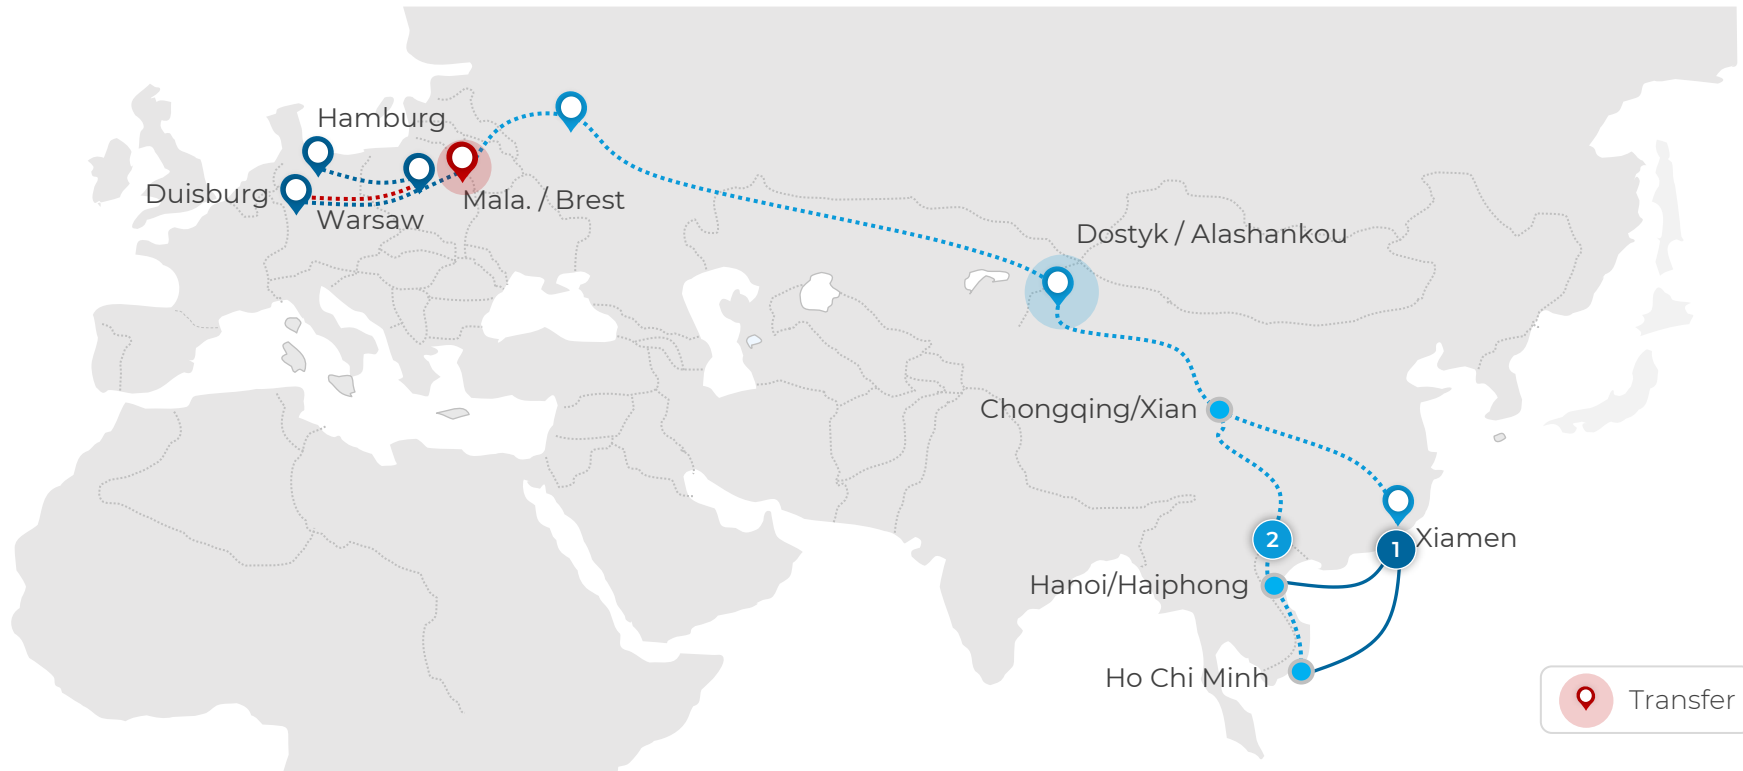 Hamburg
Duisburg
Warsaw
Mala. / Brest
Dostyk / Alashankou
Chongqing/Xian
2
1
Xiamen
Hanoi/Haiphong
Ho Chi Minh
Transfer